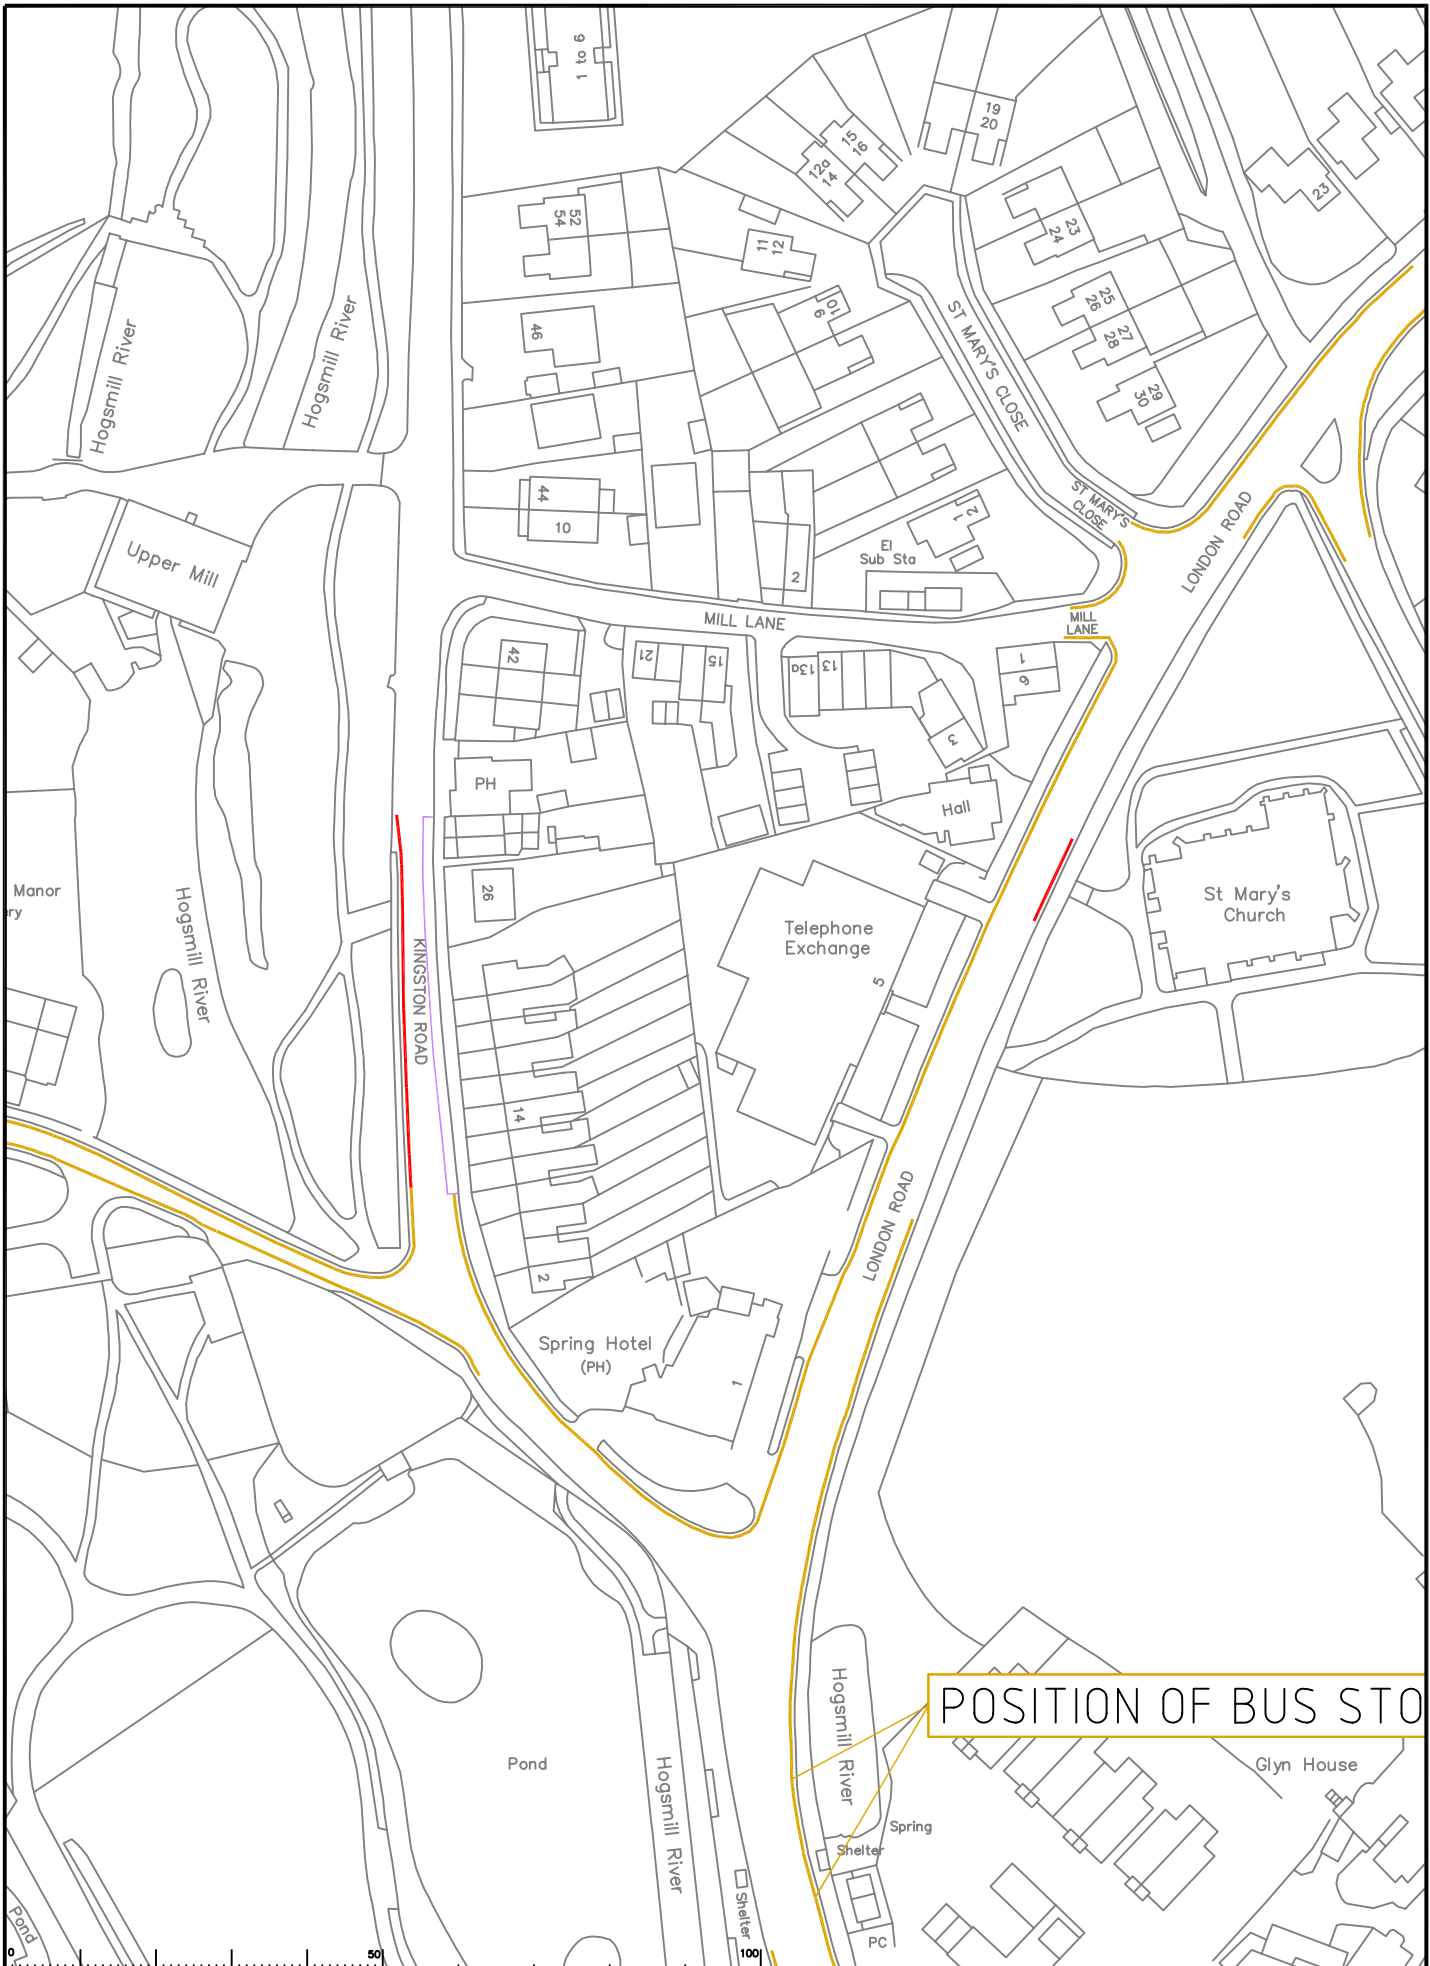 1 to 6
19
20
15
16
12a
14
23
52
54
11
12
23
24
Hogsmill River
Hogsmill River
46
10
9
ST MARY'S CLOSE
25
26
27
28
29
30
44
10
2
1
ST MARY'S
CLOSE
LONDON ROAD
Upper Mill
El
Sub Sta
2
MILL LANE
MILL
LANE
42
21
15
13a
13
1
6
3
PH
Hall
Manor
ry
Hogsmill River
26
KINGSTON ROAD
Telephone
Exchange
5
St Mary's
Church
14
LONDON ROAD
2
Spring Hotel
(PH)
1
POSITION OF BUS STO
Hogsmill River
Pond
Hogsmill River
Glyn House
Spring
Shelter
Shelter
Pond
PC
0
50
100